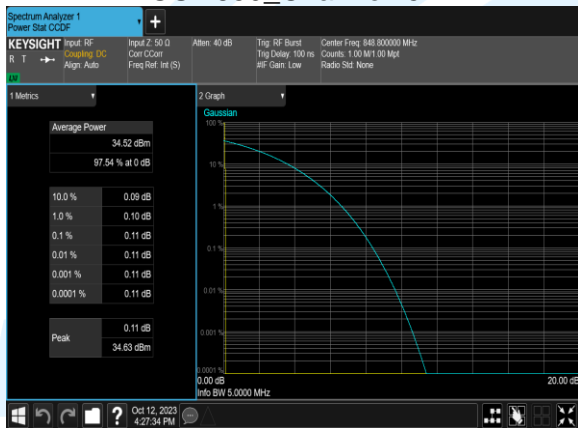 Spectrum Analyzer 1
Power Stat CCDF
+
KEYSIGHT
R T
Input: RF
Coupling: DC
Align: Auto
Input Z: 50 Ω
Corr CCorr
Freq Ref: Int (S)
Atten: 40 dB
Trig: RF Burst
Trig Delay: 100 ns
#IF Gain: Low
Center Freq: 848.800000 MHz
Counts: 1.00 M/1.00 Mpt
Radio Std: None
1 Metrics
Average Power
34.52 dBm
97.54 % at 0 dB
10.0 % 0.09 dB
1.0 % 0.10 dB
0.1 % 0.11 dB
0.01 % 0.11 dB
0.001 % 0.11 dB
0.0001 % 0.11 dB
Peak 0.11 dB
34.63 dBm
2 Graph
Gaussian
100 %
10 %
1 %
0.1 %
0.01 %
0.001 %
0.0001 %
0.00 dB 20.00 dB
Info BW 5.0000 MHz
?
Oct 12, 2023
4:27:34 PM